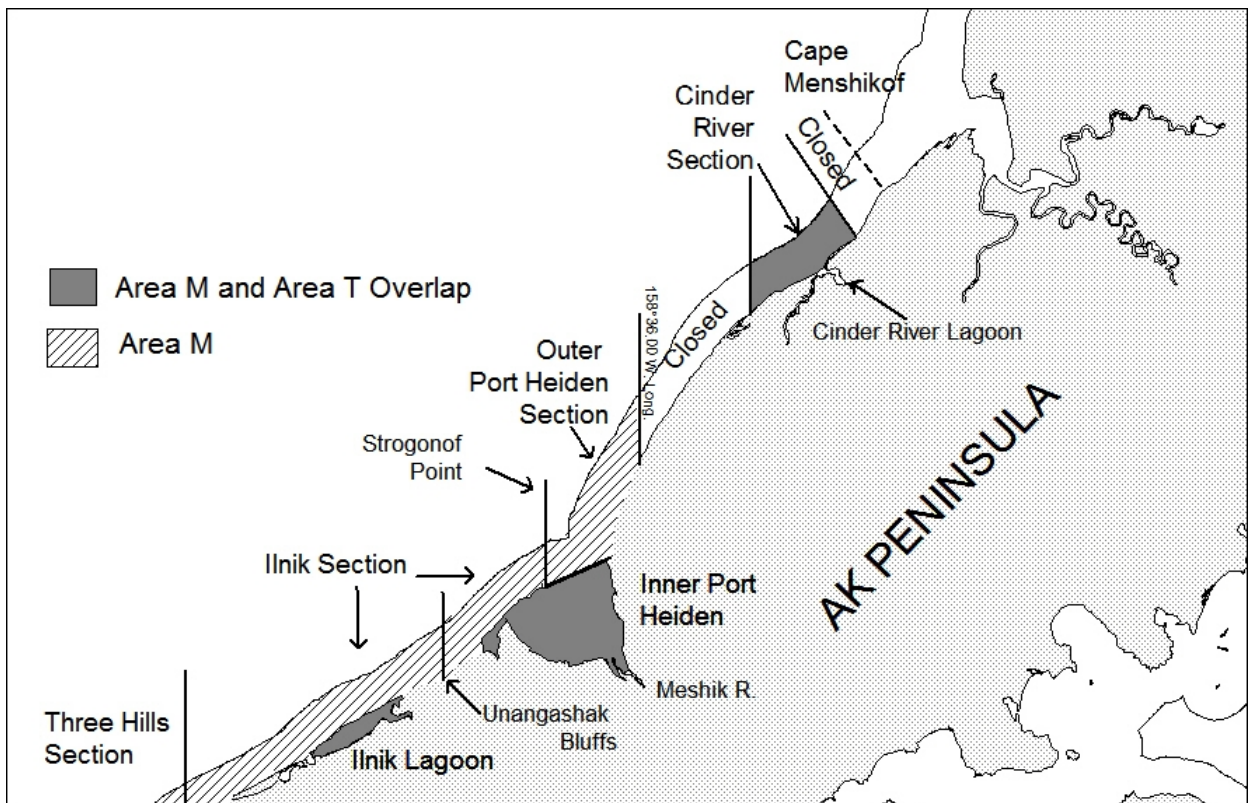 Cape
Menshikof
Cinder
River
Section
Closed
Area M and Area T Overlap
Area M
158°36.00 W. Long.
Closed
Cinder River Lagoon
Outer
Port Heiden
Section
Strogonof
Point
AK PENINSULA
Ilnik Section
Inner Port
Heiden
Meshik R.
Unangashak
Bluffs
Three Hills
Section
Ilnik Lagoon